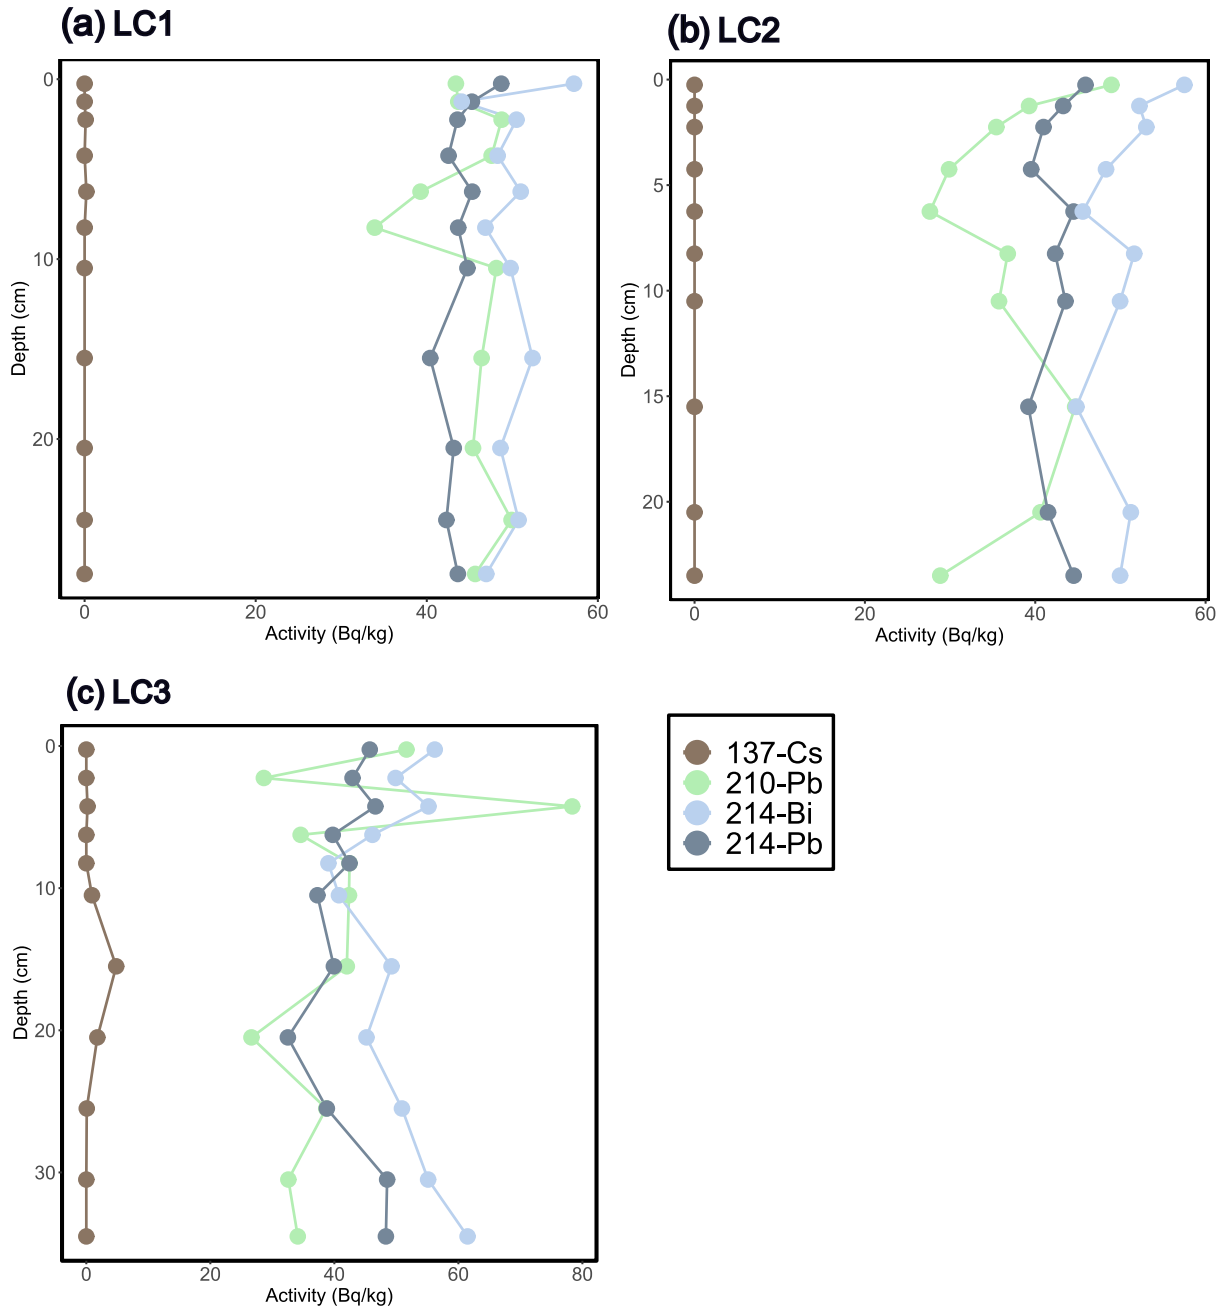 (a) LC1
0
10
20
Depth (cm)
0 20 40 60
Activity (Bq/kg)
(b) LC2
0
5
10
15
20
Depth (cm)
0 20 40 60
Activity (Bq/kg)
(c) LC3
0
10
20
30
Depth (cm)
0 20 40 60 80
Activity (Bq/kg)
137-Cs
210-Pb
214-Bi
214-Pb